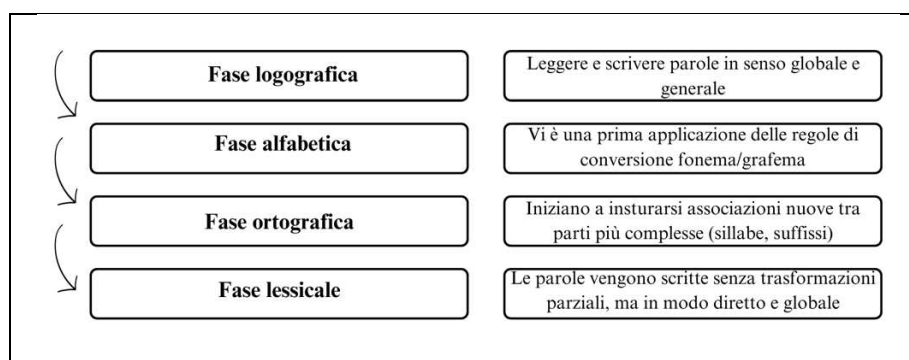 Fase logografica
Leggere e scrivere parole in senso globale e
generale
Fase alfabetica
Vi è una prima applicazione delle regole di
conversione fonema/grafema
Fase ortografica
Iniziano a insturarsi associazioni nuove tra
parti più complesse (sillabe, suffissi)
Fase lessicale
Le parole vengono scritte senza trasformazioni
parziali, ma in modo diretto e globale